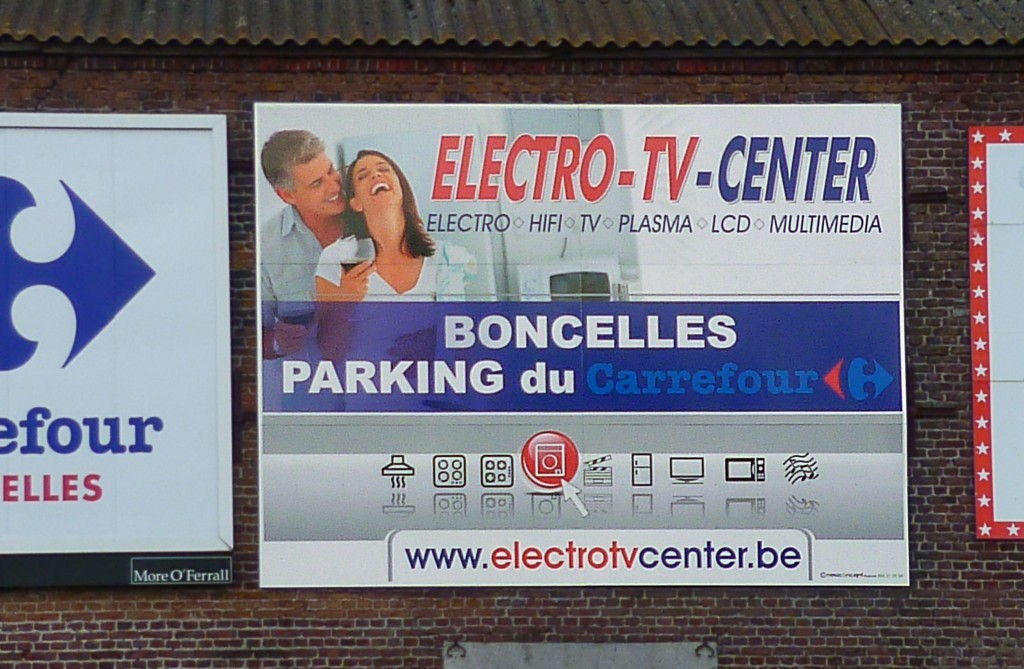 efour
ELLES
More O'Ferrall
ELECTRO-TV-CENTER
ELECTRO ◇ HIFI ◇ TV ◇ PLASMA ◇ LCD ◇ MULTIMEDIA
BONCELLES
PARKING du Carrefour
www.electrotvcenter.be